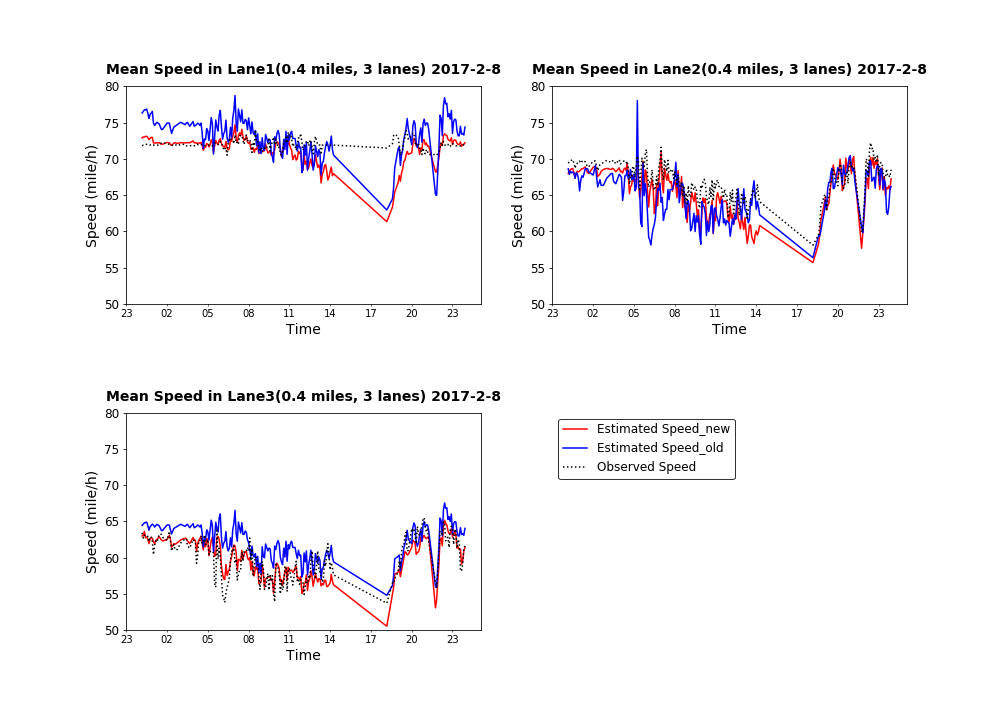 Mean Speed in Lane1(0.4 miles, 3 lanes) 2017-2-8
80
75
70
65
60
55
50
Speed (mile/h)
23 02 05 08 11 14 17 20 23
Time
Mean Speed in Lane2(0.4 miles, 3 lanes) 2017-2-8
80
75
70
65
60
55
50
Speed (mile/h)
23 02 05 08 11 14 17 20 23
Time
Mean Speed in Lane3(0.4 miles, 3 lanes) 2017-2-8
80
75
70
65
60
55
50
Speed (mile/h)
23 02 05 08 11 14 17 20 23
Time
Estimated Speed_new
Estimated Speed_old
Observed Speed